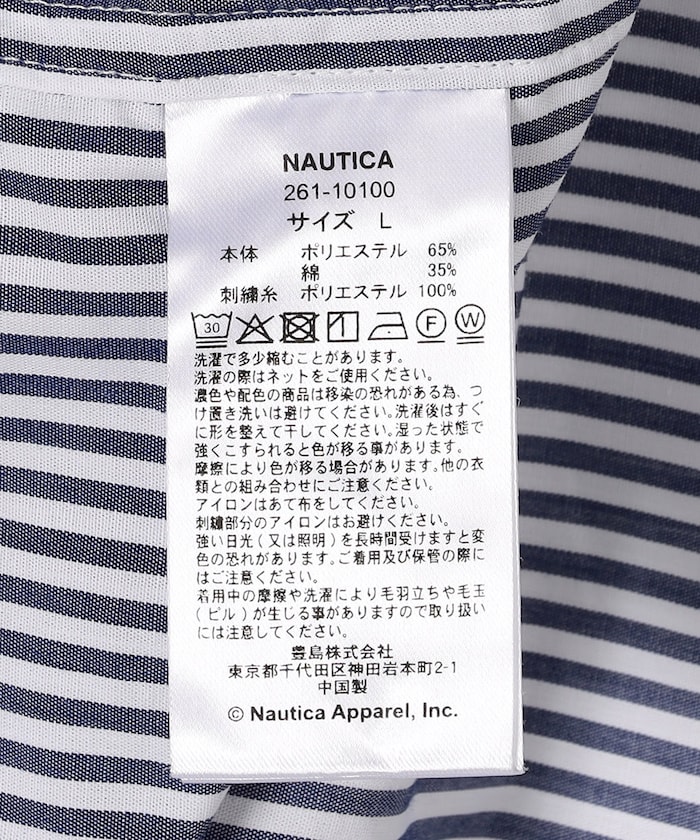 NAUTICA
261-10100
サイズ L
本体 ポリエステル 65%
綿 35%
刺繍糸 ポリエステル 100%
30 F W
洗濯で多少縮むことがあります。
洗濯の際はネットをご使用ください。
濃色や配色の商品は移染の恐れがある為、つ
け置き洗いは避けてください。洗濯後はすぐ
に形を整えて干してください。湿った状態で
強くこすられると色が移る事があります。
摩擦により色が移る場合があります。他の衣
類との組み合わせにご注意ください。
アイロンはあて布をしてください。
刺繍部分のアイロンはお避けください。
強い日光(又は照明)を長時間受けますと変
色の恐れがあります。ご着用及び保管の際に
はご注意ください。
着用中の摩擦や洗濯により毛羽立ちや毛玉
(ピル)が生じる事がありますので取り扱い
には注意してください。
豊島株式会社
東京都千代田区神田岩本町2-1
中国製
© Nautica Apparel, Inc.